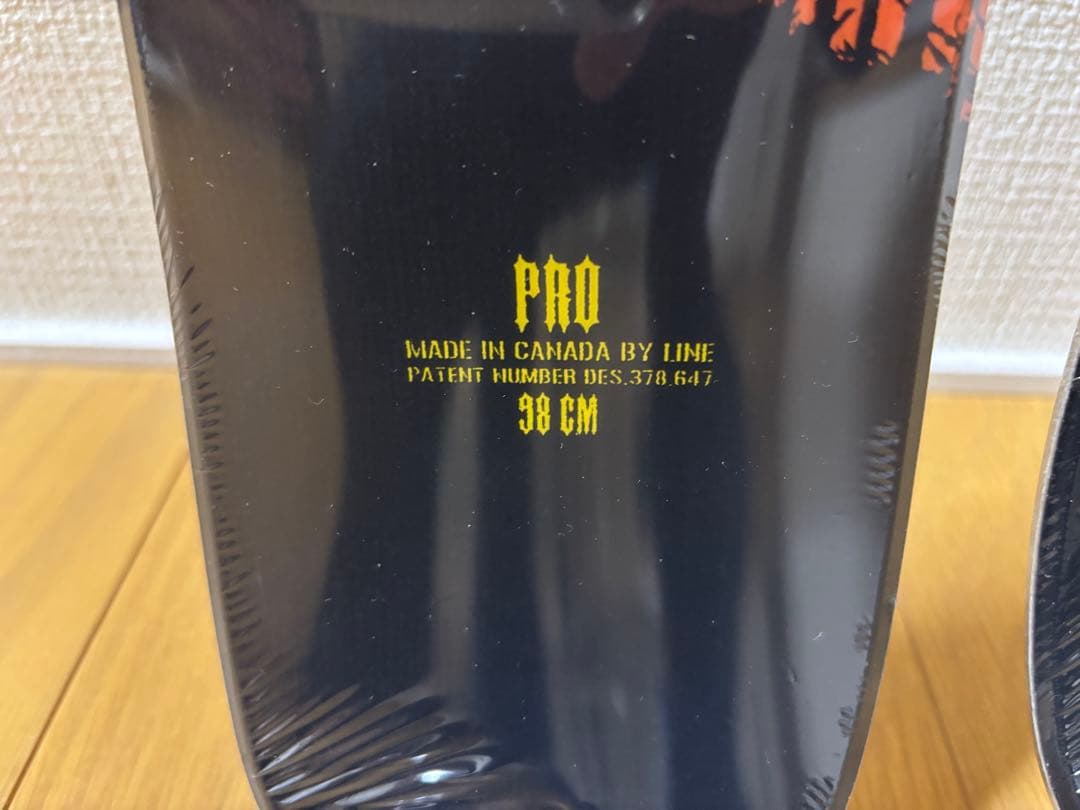 PRO
MADE IN CANADA BY LINE
PATENT NUMBER DES.378.647
98 CM